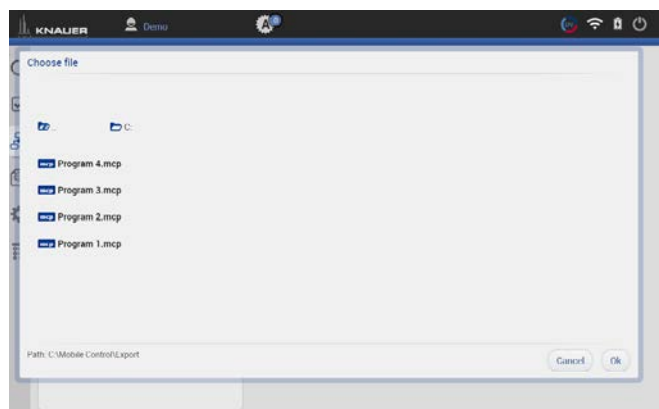 KNAUER
Demo
Choose file
..
C:
Program 4.mcp
Program 3.mcp
Program 2.mcp
Program 1.mcp
Path: C:\Mobile Control\Export
Cancel
Ok